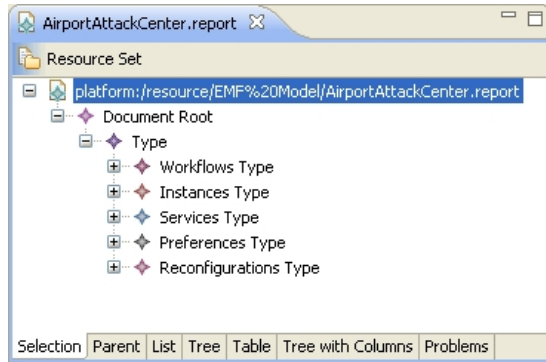 AirportAttackCenter.report
Resource Set
platform:/resource/EMF%20Model/AirportAttackCenter.report
Document Root
Type
Workflows Type
Instances Type
Services Type
Preferences Type
Reconfigurations Type
Selection Parent List Tree Table Tree with Columns Problems